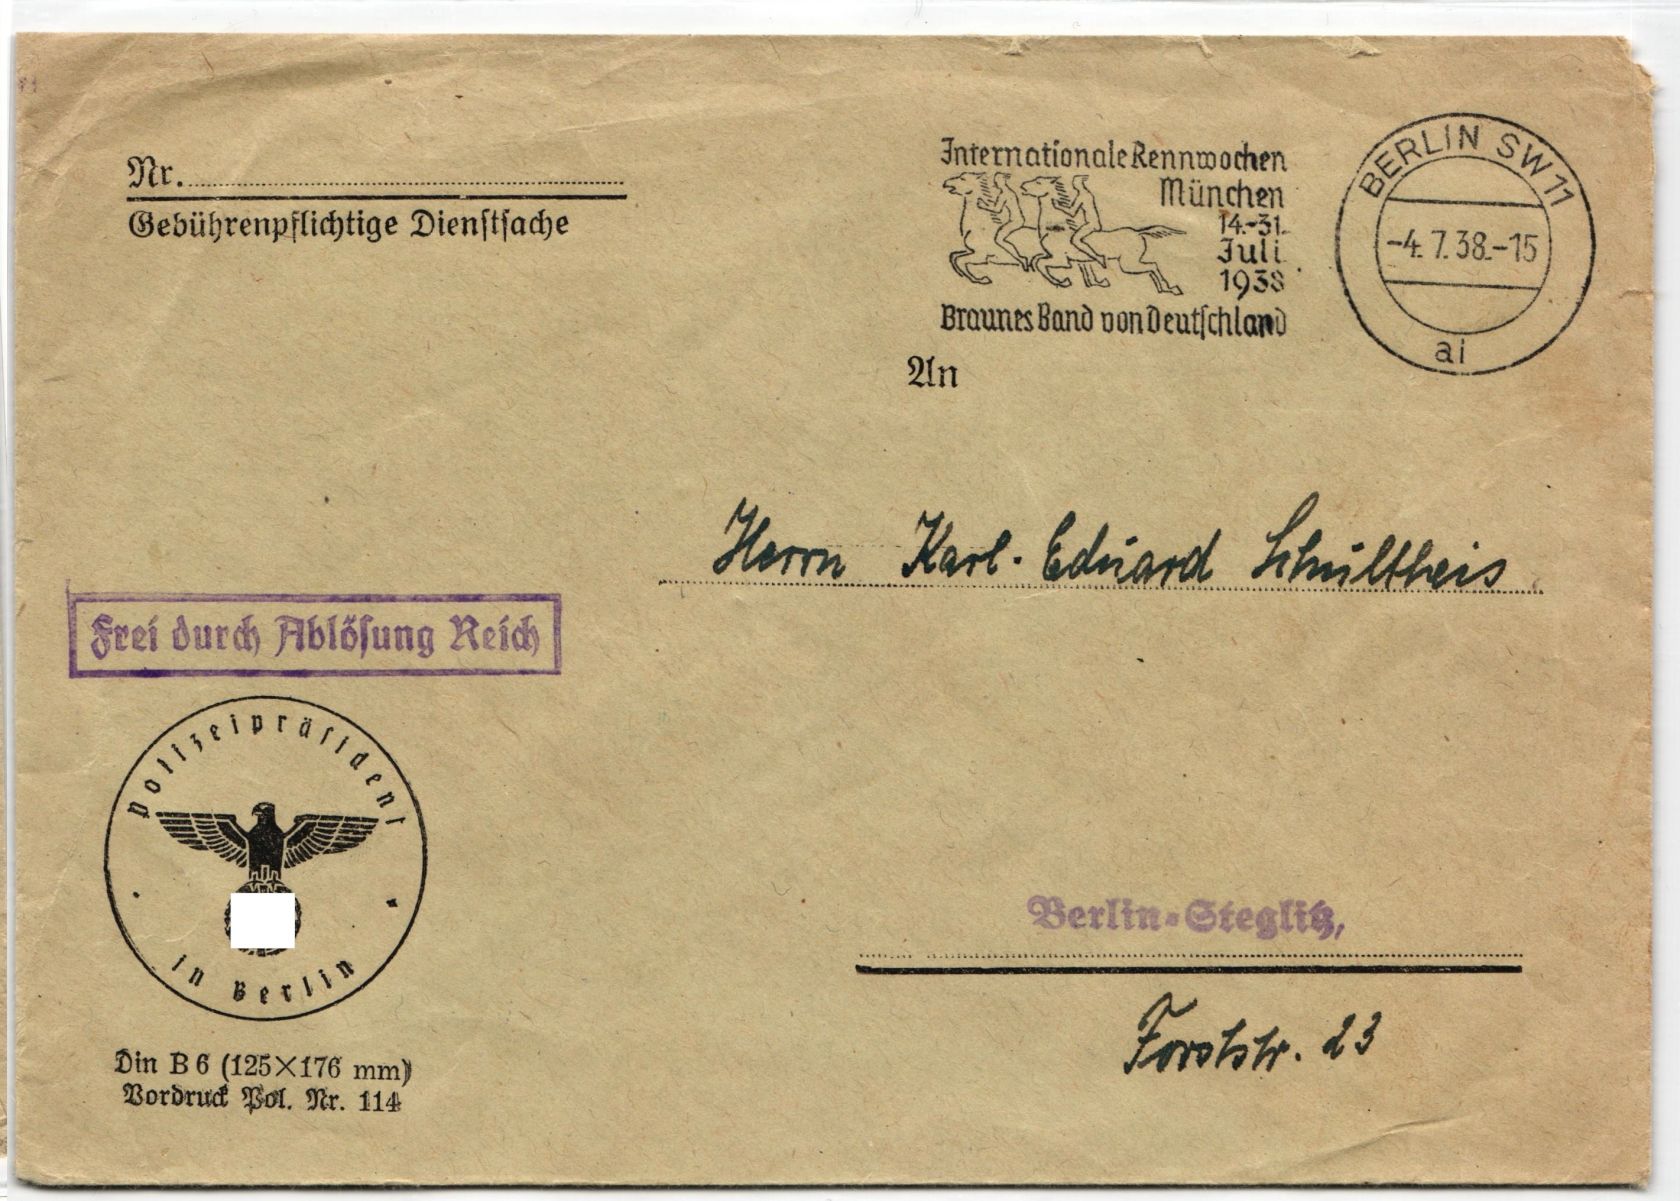 Nr.
Gebührenpflichtige Dienstsache
Internationale Rennwochen
München
14.-31.
Juli
1938
Braunes Band von Deutschland
BERLIN SW 11
-4.7.38.-15
ai
An
Herrn Karl-Eduard Schultheis
Frei durch Ablösung Reich
Polizeipräsident
in Berlin
Berlin-Steglitz,
Forststr. 23
Din B 6 (125×176 mm)
Vordruck Pol. Nr. 114